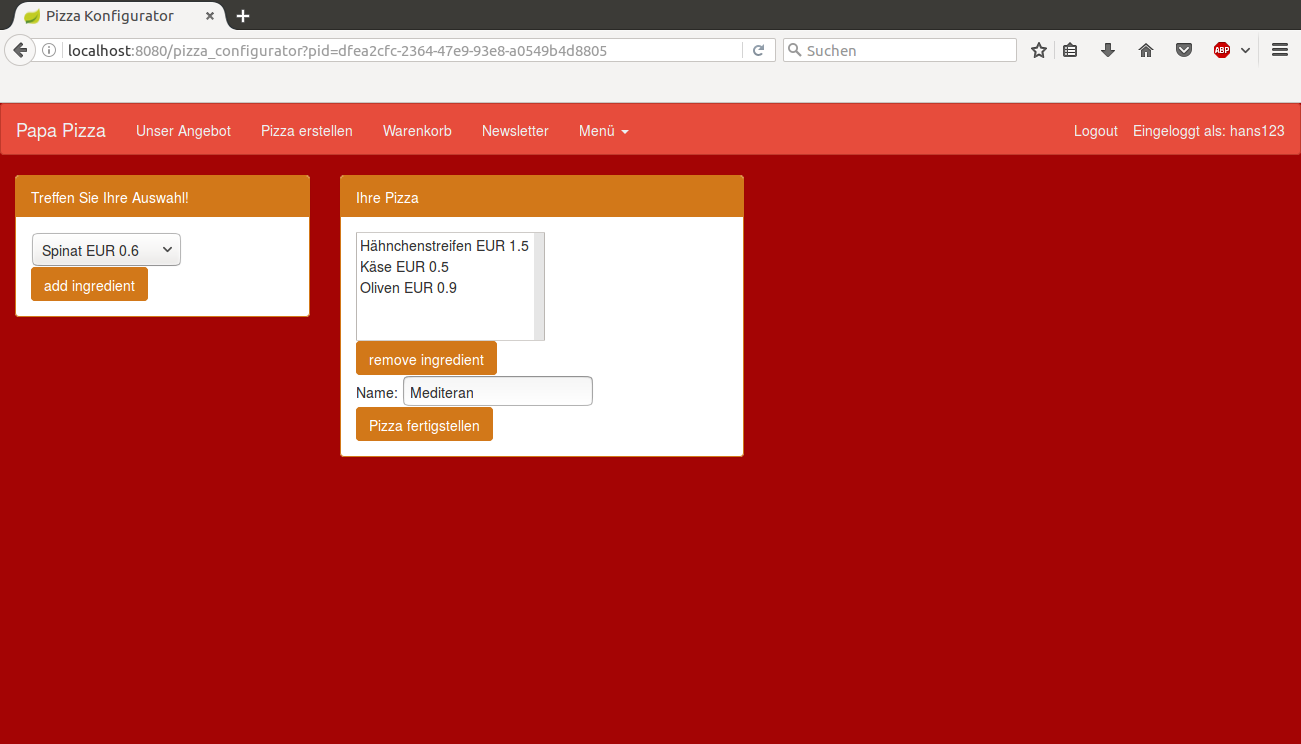 Pizza Konfigurator
localhost:8080/pizza_configurator?pid=dfea2cfc-2364-47e9-93e8-a0549b4d8805
Suchen
ABP
Papa Pizza Unser Angebot Pizza erstellen Warenkorb Newsletter Menü Logout Eingeloggt als: hans123
Treffen Sie Ihre Auswahl!
Spinat EUR 0.6
add ingredient
Ihre Pizza
Hähnchenstreifen EUR 1.5
Käse EUR 0.5
Oliven EUR 0.9
remove ingredient
Name: Mediteran
Pizza fertigstellen